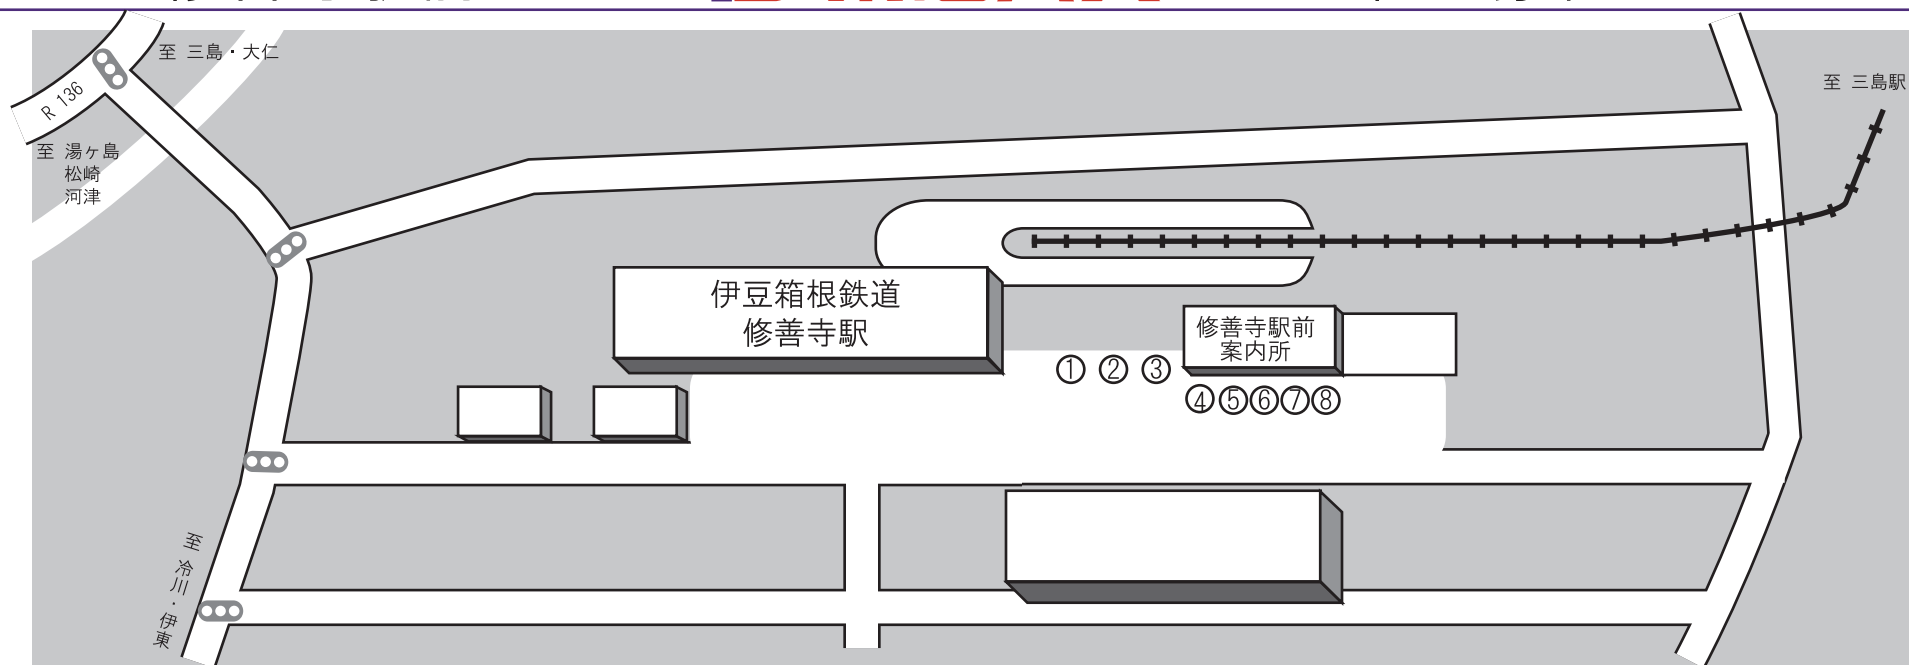 至 三島・大仁
至 三島駅
R 136
至 湯ヶ島
松崎
河津
伊豆箱根鉄道
修善寺駅
修善寺駅前
案内所
① ② ③
④⑤⑥⑦⑧
至 冷川・伊東